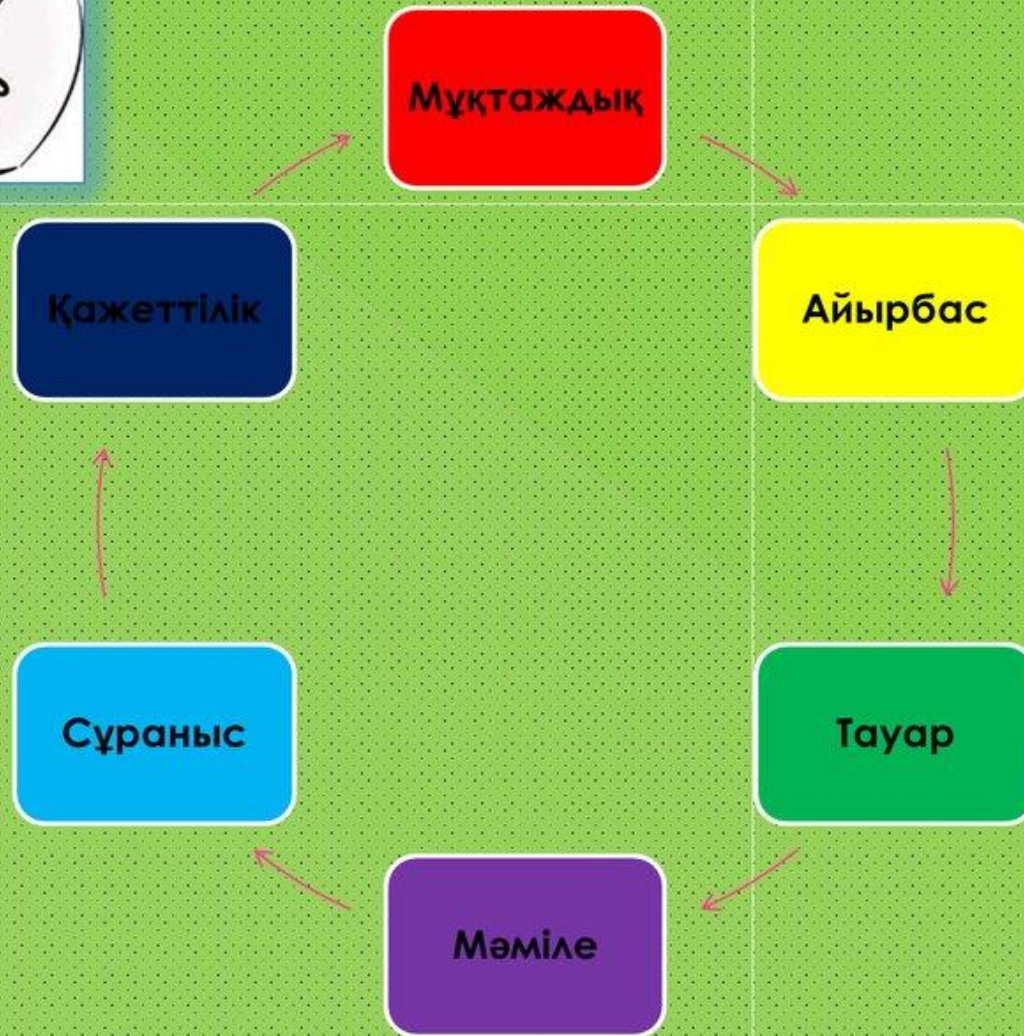 Мұқтаждық
Қажеттілік
Айырбас
Сұраныс
Тауар
Мәміле